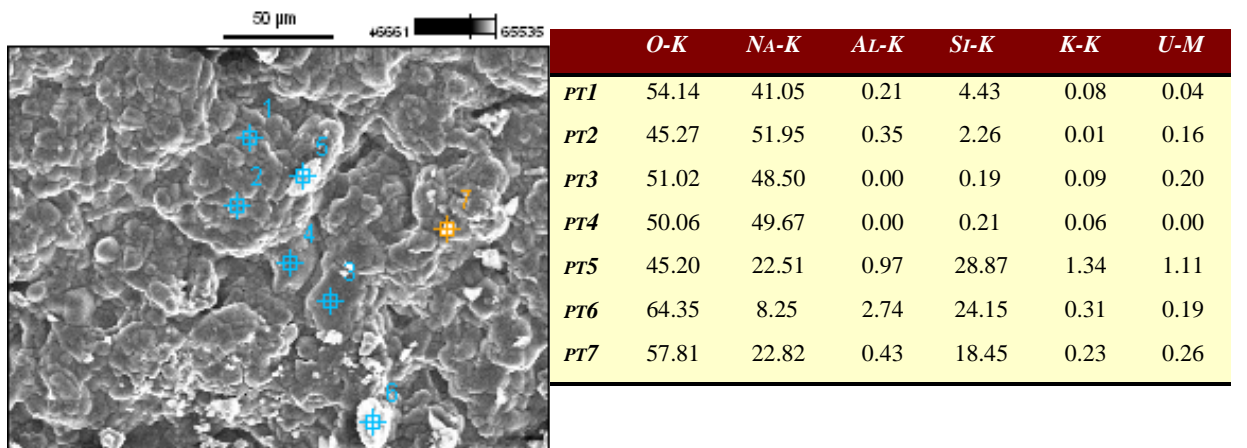 50 µm
46661 65535
1
5
2
7
4
3
6
O-K NA-K AL-K SI-K K-K U-M
PT1 54.14 41.05 0.21 4.43 0.08 0.04
PT2 45.27 51.95 0.35 2.26 0.01 0.16
PT3 51.02 48.50 0.00 0.19 0.09 0.20
PT4 50.06 49.67 0.00 0.21 0.06 0.00
PT5 45.20 22.51 0.97 28.87 1.34 1.11
PT6 64.35 8.25 2.74 24.15 0.31 0.19
PT7 57.81 22.82 0.43 18.45 0.23 0.26